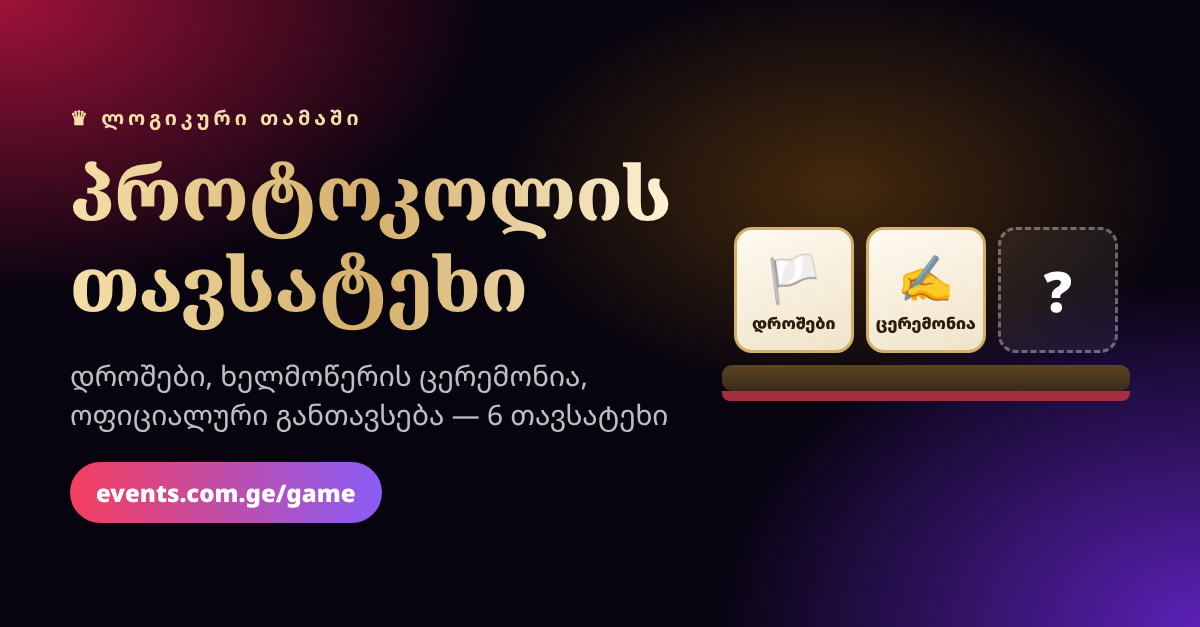 ♛ ლოგიკური თამაში
პროტოკოლის
თავსატეხი
დროშები, ხელმოწერის ცერემონია,
ოფიციალური განთავსება — 6 თავსატეხი
events.com.ge/game
დროშები
ცერემონია
?